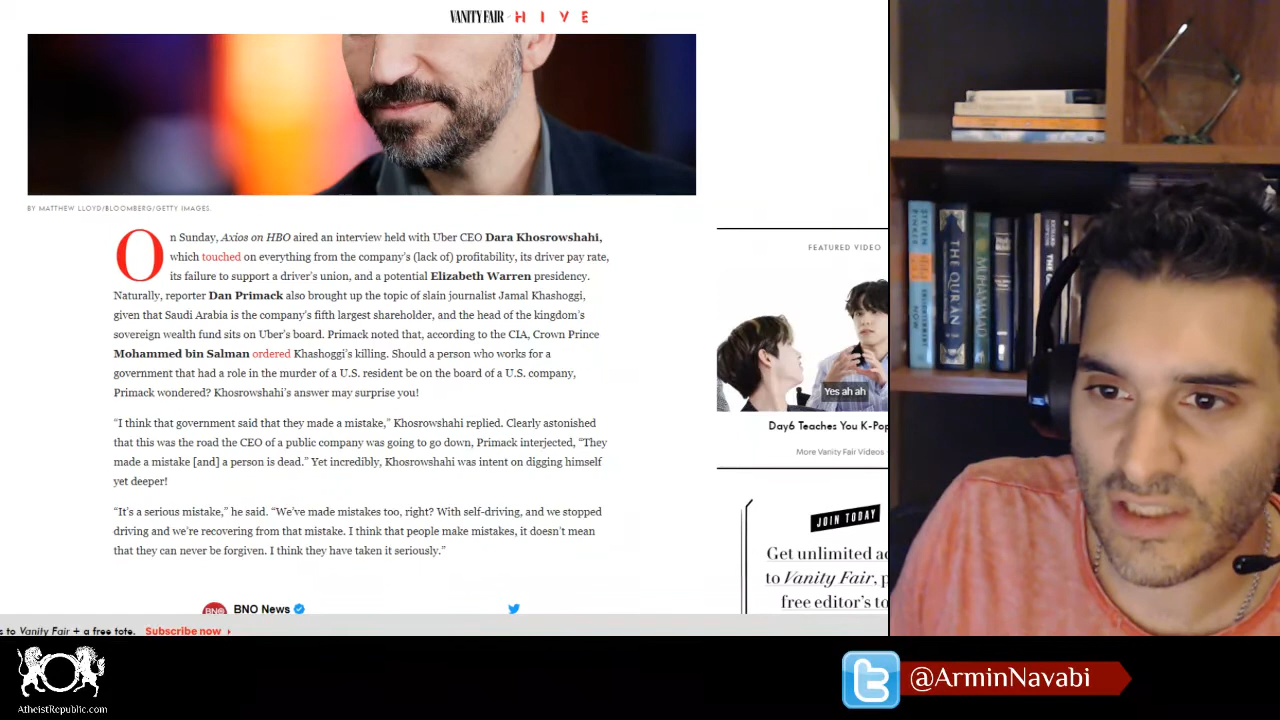 VANITY FAIR HIVE
BY MATTHEW LLOYD/BLOOMBERG/GETTY IMAGES.
On Sunday, Axios on HBO aired an interview held with Uber CEO Dara Khosrowshahi,
which touched on everything from the company's (lack of) profitability, its driver pay rate,
its failure to support a driver's union, and a potential Elizabeth Warren presidency.
Naturally, reporter Dan Primack also brought up the topic of slain journalist Jamal Khashoggi,
given that Saudi Arabia is the company's fifth largest shareholder, and the head of the kingdom's
sovereign wealth fund sits on Uber's board. Primack noted that, according to the CIA, Crown Prince
Mohammed bin Salman ordered Khashoggi's killing. Should a person who works for a
government that had a role in the murder of a U.S. resident be on the board of a U.S. company,
Primack wondered? Khosrowshahi's answer may surprise you!
“I think that government said that they made a mistake,” Khosrowshahi replied. Clearly astonished
that this was the road the CEO of a public company was going to go down, Primack interjected, “They
made a mistake [and] a person is dead.” Yet incredibly, Khosrowshahi was intent on digging himself
yet deeper!
“It's a serious mistake,” he said. “We've made mistakes too, right? With self-driving, and we stopped
driving and we're recovering from that mistake. I think that people make mistakes, it doesn't mean
that they can never be forgiven. I think they have taken it seriously.”
BNO
BNO News
s to Vanity Fair + a free tote. Subscribe now
FEATURED VIDEO
Yes ah ah
Day6 Teaches You K-Pop
More Vanity Fair Videos
JOIN TODAY
Get unlimited ac
to Vanity Fair, p
free editor's to
STEVEN
PINKER
ENLIGHTENMENT
NOW
THE QURAN
MUHAMMAD
AtheistRepublic.com
@ArminNavabi